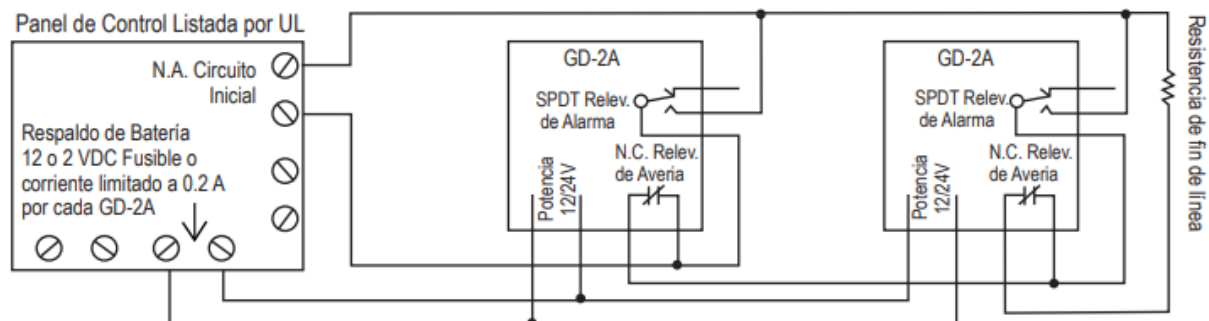 Panel de Control Listada por UL
N.A. Circuito
Inicial
Respaldo de Batería
12 o 2 VDC Fusible o
corriente limitado a 0.2 A
por cada GD-2A
GD-2A
SPDT Relev.
de Alarma
N.C. Relev.
de Averia
Potencia
12/24V
GD-2A
SPDT Relev.
de Alarma
N.C. Relev.
de Averia
Potencia
12/24V
Resistencia de fin de línea